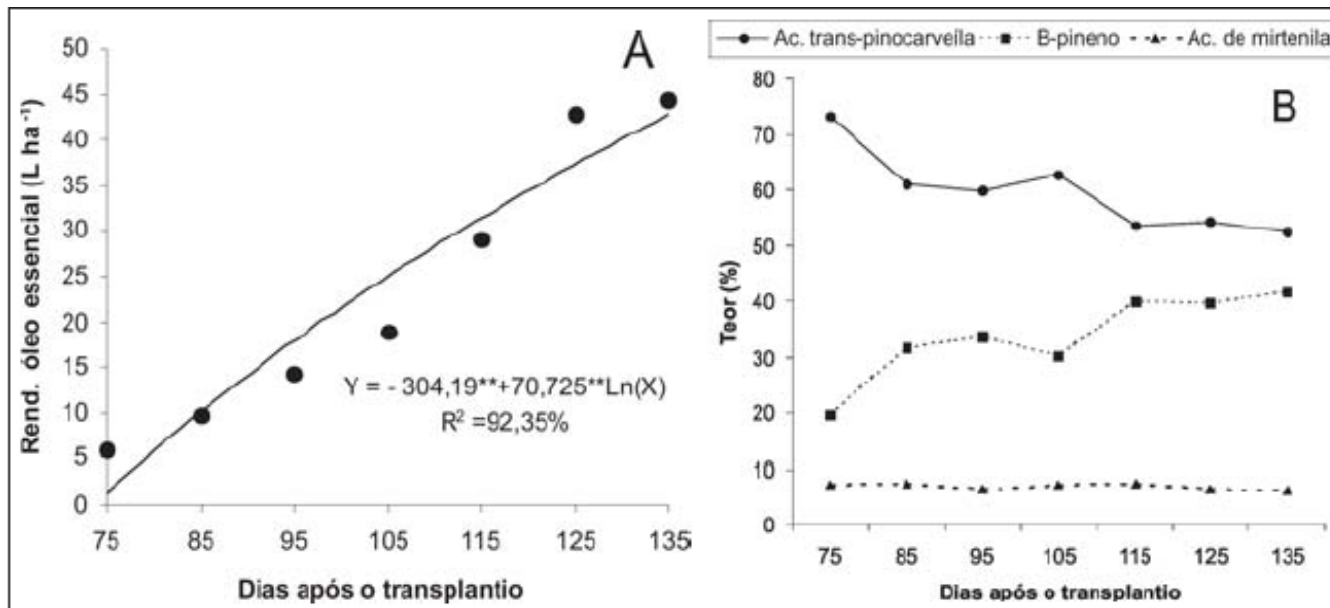 A
Rend. óleo essencial (L ha⁻¹)
50
45
40
35
30
25
20
15
10
5
0
Y = - 304,19**+70,725**Ln(X)
R² =92,35%
75 85 95 105 115 125 135
Dias após o transplantio
Ac. trans-pinocarveíla B-pineno Ac. de mirtenila
B
Teor (%)
80
70
60
50
40
30
20
10
0
75 85 95 105 115 125 135
Dias após o transplantio